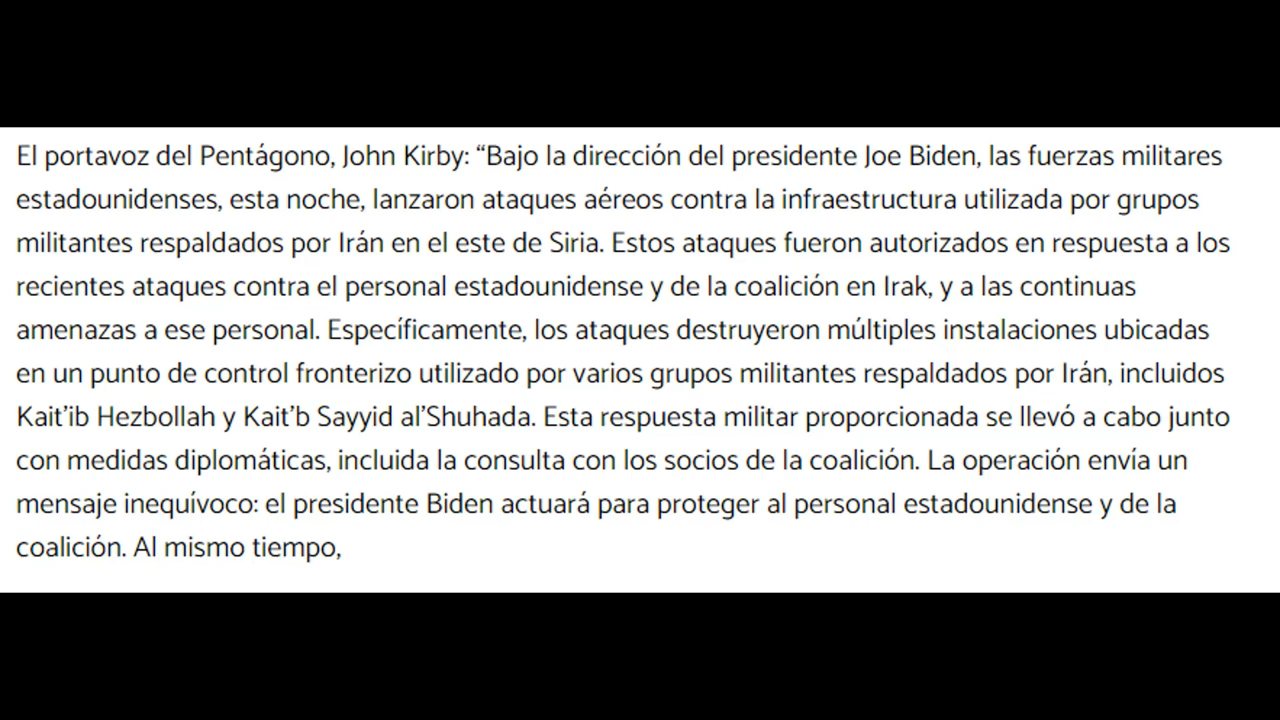 El portavoz del Pentágono, John Kirby: “Bajo la dirección del presidente Joe Biden, las fuerzas militares
estadounidenses, esta noche, lanzaron ataques aéreos contra la infraestructura utilizada por grupos
militantes respaldados por Irán en el este de Siria. Estos ataques fueron autorizados en respuesta a los
recientes ataques contra el personal estadounidense y de la coalición en Irak, y a las continuas
amenazas a ese personal. Específicamente, los ataques destruyeron múltiples instalaciones ubicadas
en un punto de control fronterizo utilizado por varios grupos militantes respaldados por Irán, incluidos
Kait’ib Hezbollah y Kait’b Sayyid al’Shuhada. Esta respuesta militar proporcionada se llevó a cabo junto
con medidas diplomáticas, incluida la consulta con los socios de la coalición. La operación envía un
mensaje inequívoco: el presidente Biden actuará para proteger al personal estadounidense y de la
coalición. Al mismo tiempo,